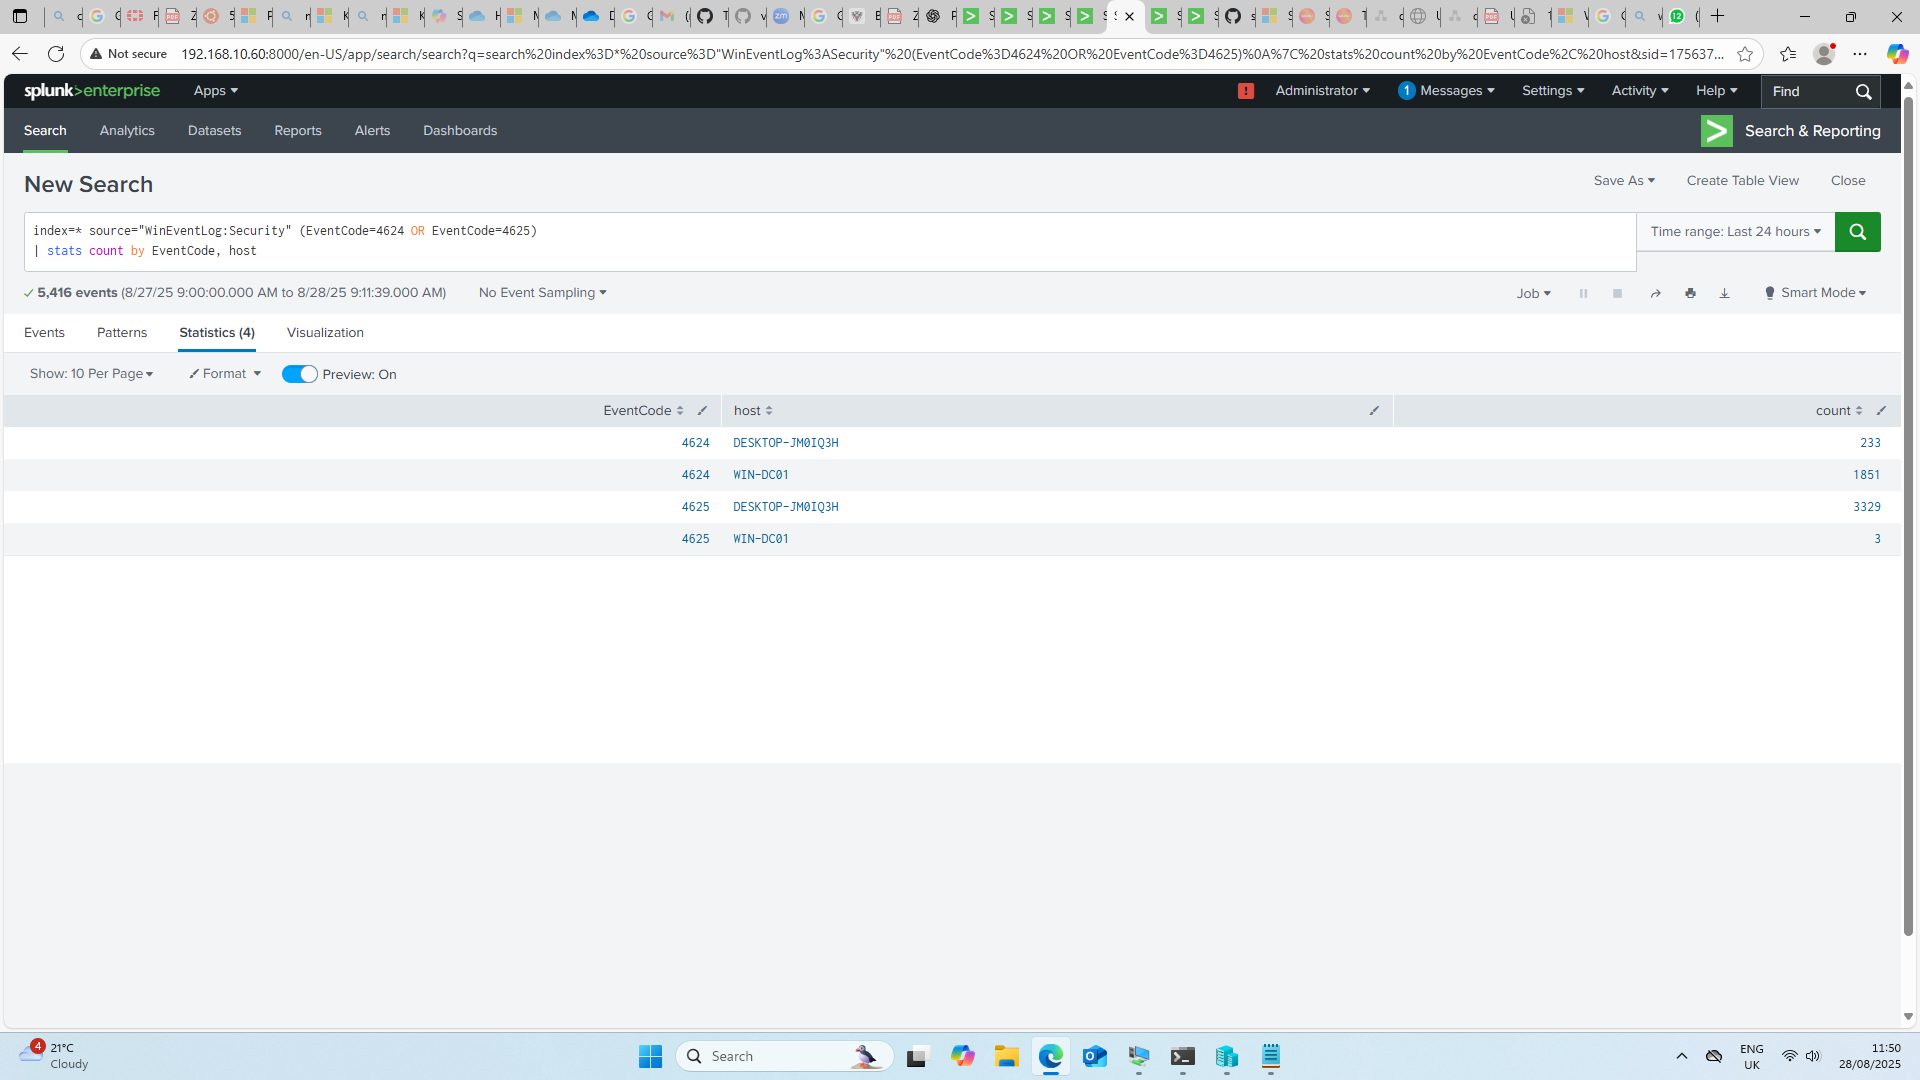 Not secure
192.168.10.60:8000/en-US/app/search/search?q=search%20index%3D*%20source%3D"WinEventLog%3ASecurity"%20(EventCode%3D4624%20OR%20EventCode%3D4625)%0A%7C%20stats%20count%20by%20EventCode%2C%20host&sid=175637...
splunk>enterprise
Apps
!
Administrator
1 Messages
Settings
Activity
Help
Find
Search
Analytics
Datasets
Reports
Alerts
Dashboards
Search & Reporting
New Search
Save As
Create Table View
Close
index=* source="WinEventLog:Security" (EventCode=4624 OR EventCode=4625)
| stats count by EventCode, host
Time range: Last 24 hours
5,416 events (8/27/25 9:00:00.000 AM to 8/28/25 9:11:39.000 AM)
No Event Sampling
Job
Smart Mode
Events
Patterns
Statistics (4)
Visualization
Show: 10 Per Page
Format
Preview: On
EventCode host count
4624 DESKTOP-JM0IQ3H 233
4624 WIN-DC01 1851
4625 DESKTOP-JM0IQ3H 3329
4625 WIN-DC01 3
4
21°C
Cloudy
Search
ENG
UK
11:50
28/08/2025